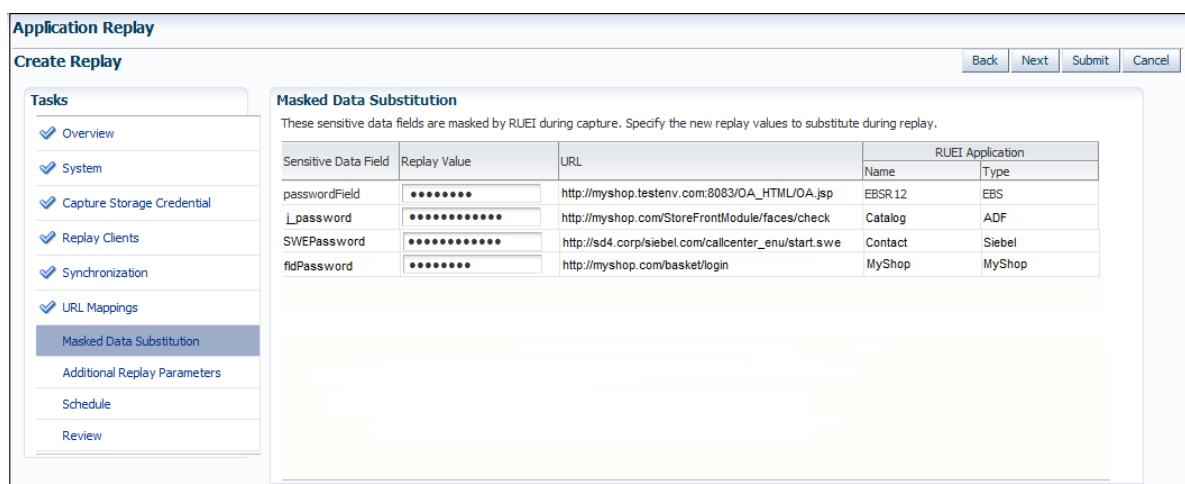 Application Replay
Create Replay
Back Next Submit Cancel
Tasks
Overview
System
Capture Storage Credential
Replay Clients
Synchronization
URL Mappings
Masked Data Substitution
Additional Replay Parameters
Schedule
Review
Masked Data Substitution
These sensitive data fields are masked by RUEI during capture. Specify the new replay values to substitute during replay.
Sensitive Data Field Replay Value URL RUEI Application
Name Type
passwordField •••••••• http://myshop.testenv.com:8083/OA_HTML/OA.jsp EBSR12 EBS
j_password •••••••••••• http://myshop.com/StoreFrontModule/faces/check Catalog ADF
SWEPassword •••••••••••• http://sd4.corp/siebel.com/callcenter_enu/start.swe Contact Siebel
fldPassword •••••••• http://myshop.com/basket/login MyShop MyShop